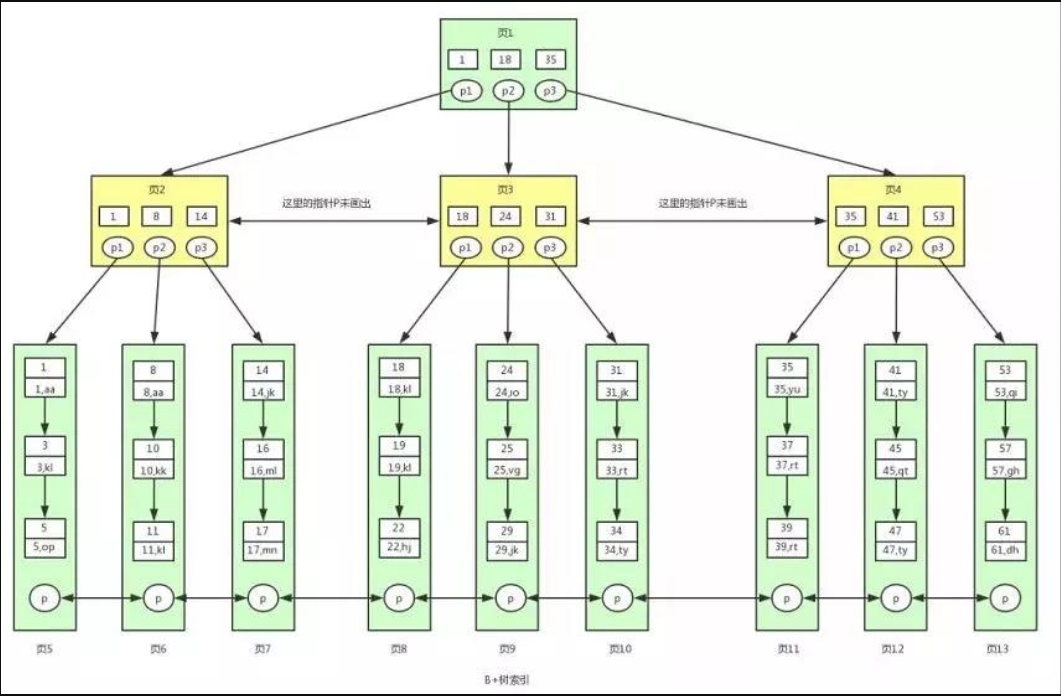 页1
1 18 35
p1 p2 p3
页2 页3 页4
这里的指针P未画出 这里的指针P未画出
1 8 14 18 24 31 35 41 53
p1 p2 p3 p1 p2 p3 p1 p2 p3
1 8 14 18 24 31 35 41 53
1,aa 8,aa 14,jk 18,kl 24,io 31,jk 35,yu 41,ty 53,qi
3 10 16 19 25 33 37 45 57
3,kl 10,kk 16,ml 19,kl 25,vg 33,rt 37,rt 45,qt 57,gh
5 11 17 22 29 34 39 47 61
5,op 11,kl 17,mn 22,hj 29,jk 34,ty 39,rt 47,ty 61,dh
p p p p p p p p p
页5 页6 页7 页8 页9 页10 页11 页12 页13
B+树索引